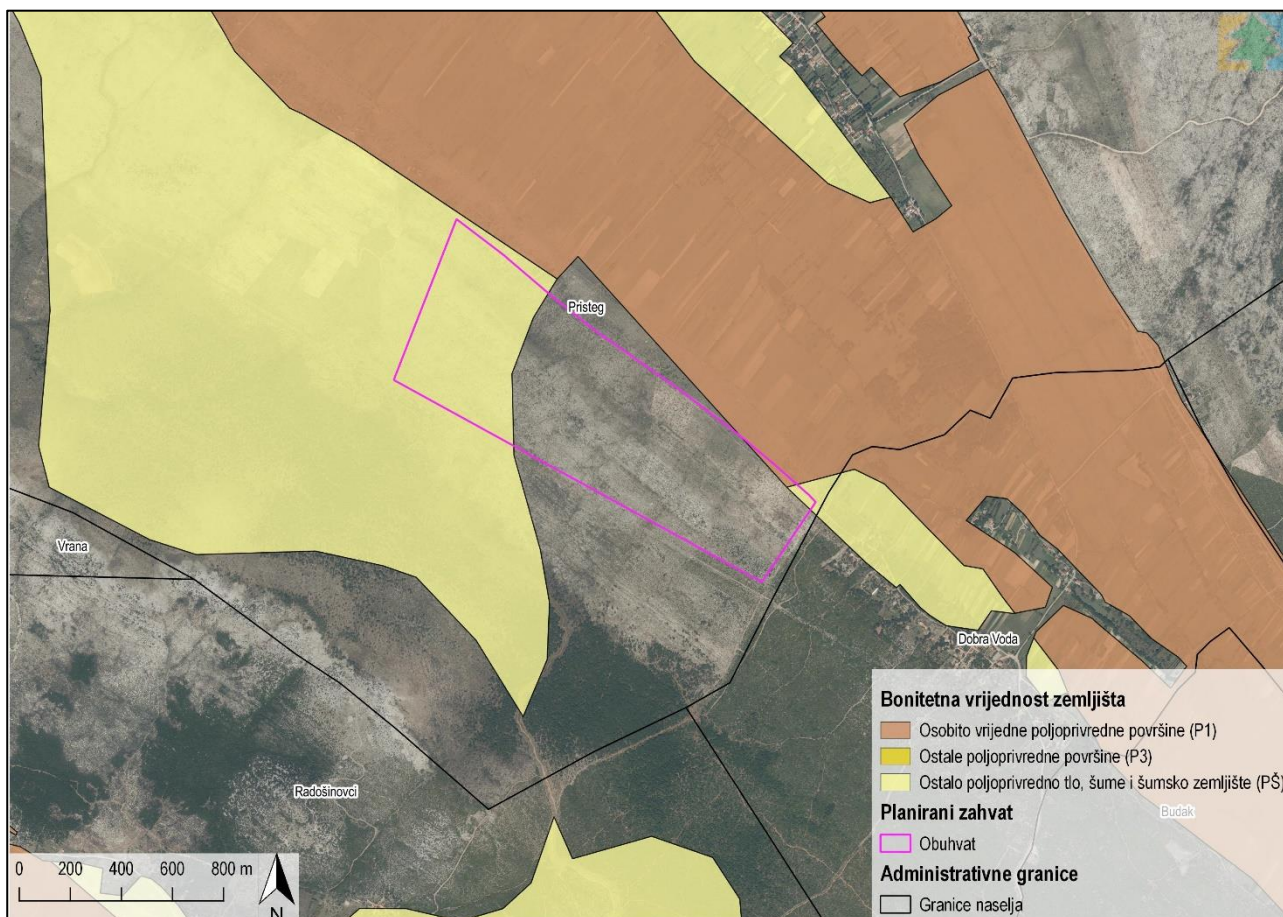 Pristeg
Vrana
Dobra Voda
Radošinovci
Bonitetna vrijednost zemljišta
Osobito vrijedne poljoprivredne površine (P1)
Ostale poljoprivredne površine (P3)
Ostalo poljoprivredno tlo, šume i šumsko zemljište (PŠ)
Planirani zahvat
Budak
Obuhvat
Administrativne granice
Granice naselja
0 200 400 600 800 m
N